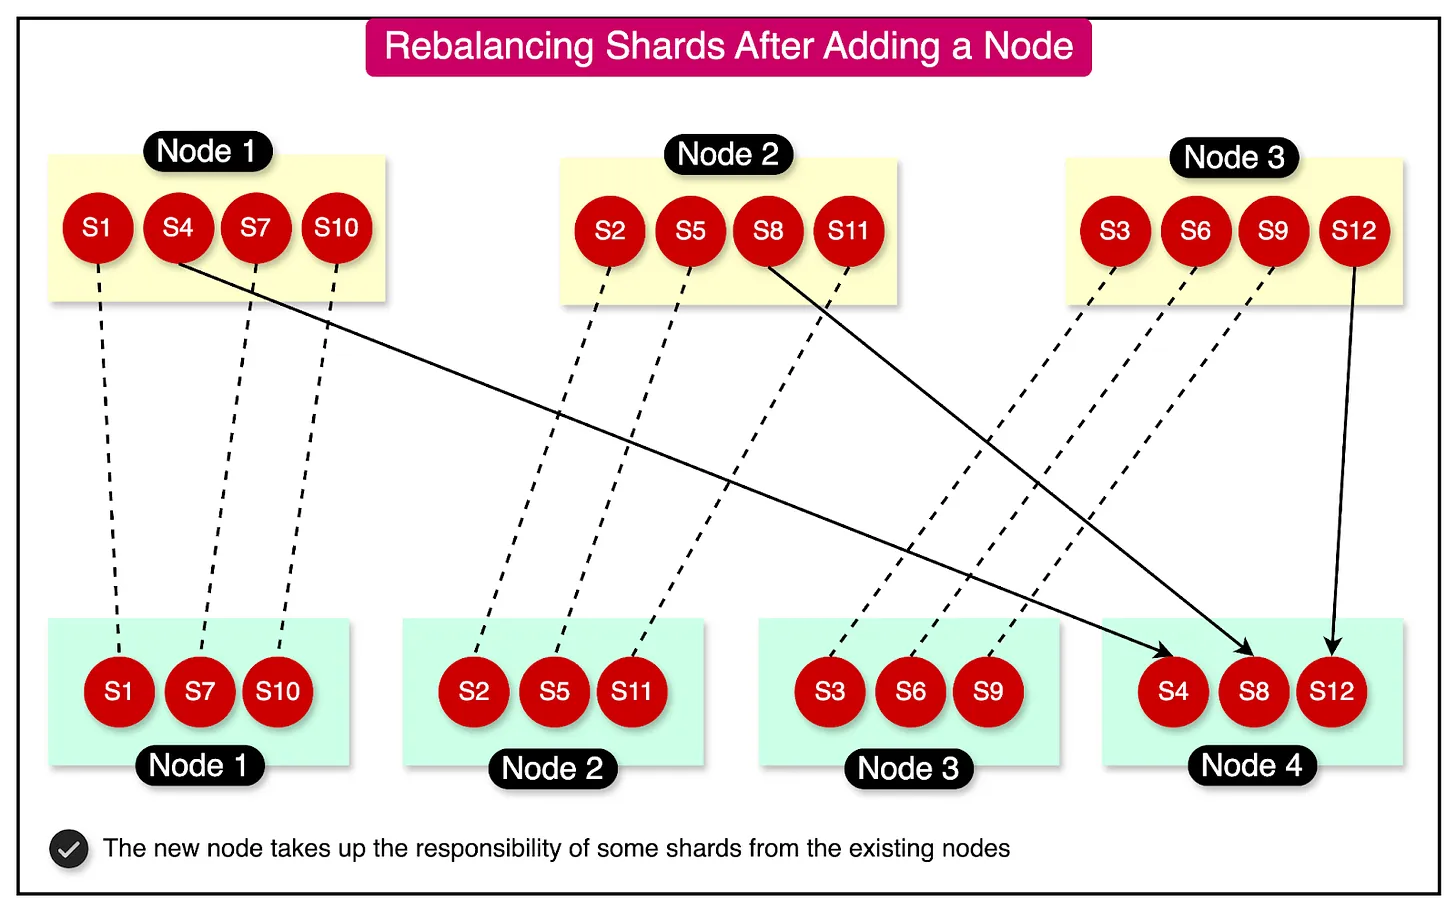 Rebalancing Shards After Adding a Node
Node 1
Node 2
Node 3
S1 S4 S7 S10
S2 S5 S8 S11
S3 S6 S9 S12
S1 S7 S10
S2 S5 S11
S3 S6 S9
S4 S8 S12
Node 1
Node 2
Node 3
Node 4
The new node takes up the responsibility of some shards from the existing nodes